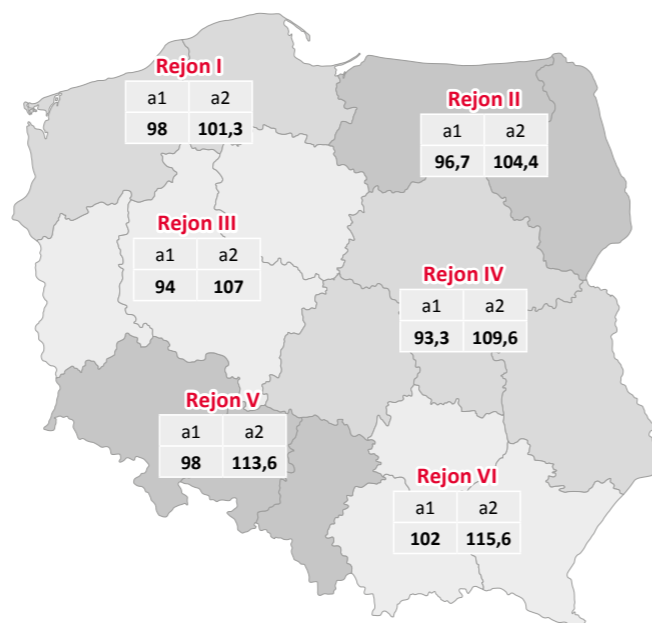 Rejon I
a1 a2
98 101,3
Rejon II
a1 a2
96,7 104,4
Rejon III
a1 a2
94 107
Rejon IV
a1 a2
93,3 109,6
Rejon V
a1 a2
98 113,6
Rejon VI
a1 a2
102 115,6